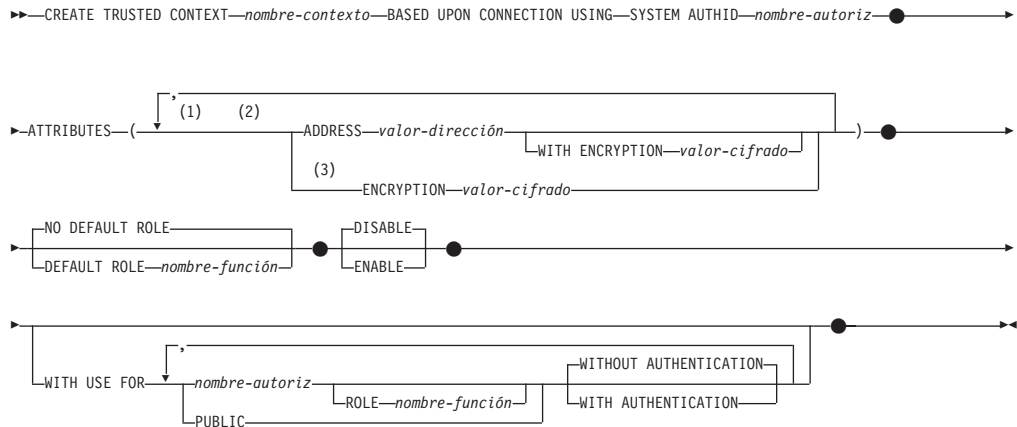 CREATE TRUSTED CONTEXT nombre-contexto BASED UPON CONNECTION USING SYSTEM AUTHID nombre-autoriz
,
(1) (2)
ATTRIBUTES ( ADDRESS valor-dirección )
WITH ENCRYPTION valor-cifrado
(3)
ENCRYPTION valor-cifrado
NO DEFAULT ROLE DISABLE
DEFAULT ROLE nombre-función ENABLE
,
WITHOUT AUTHENTICATION
WITH USE FOR nombre-autoriz
ROLE nombre-función WITH AUTHENTICATION
PUBLIC